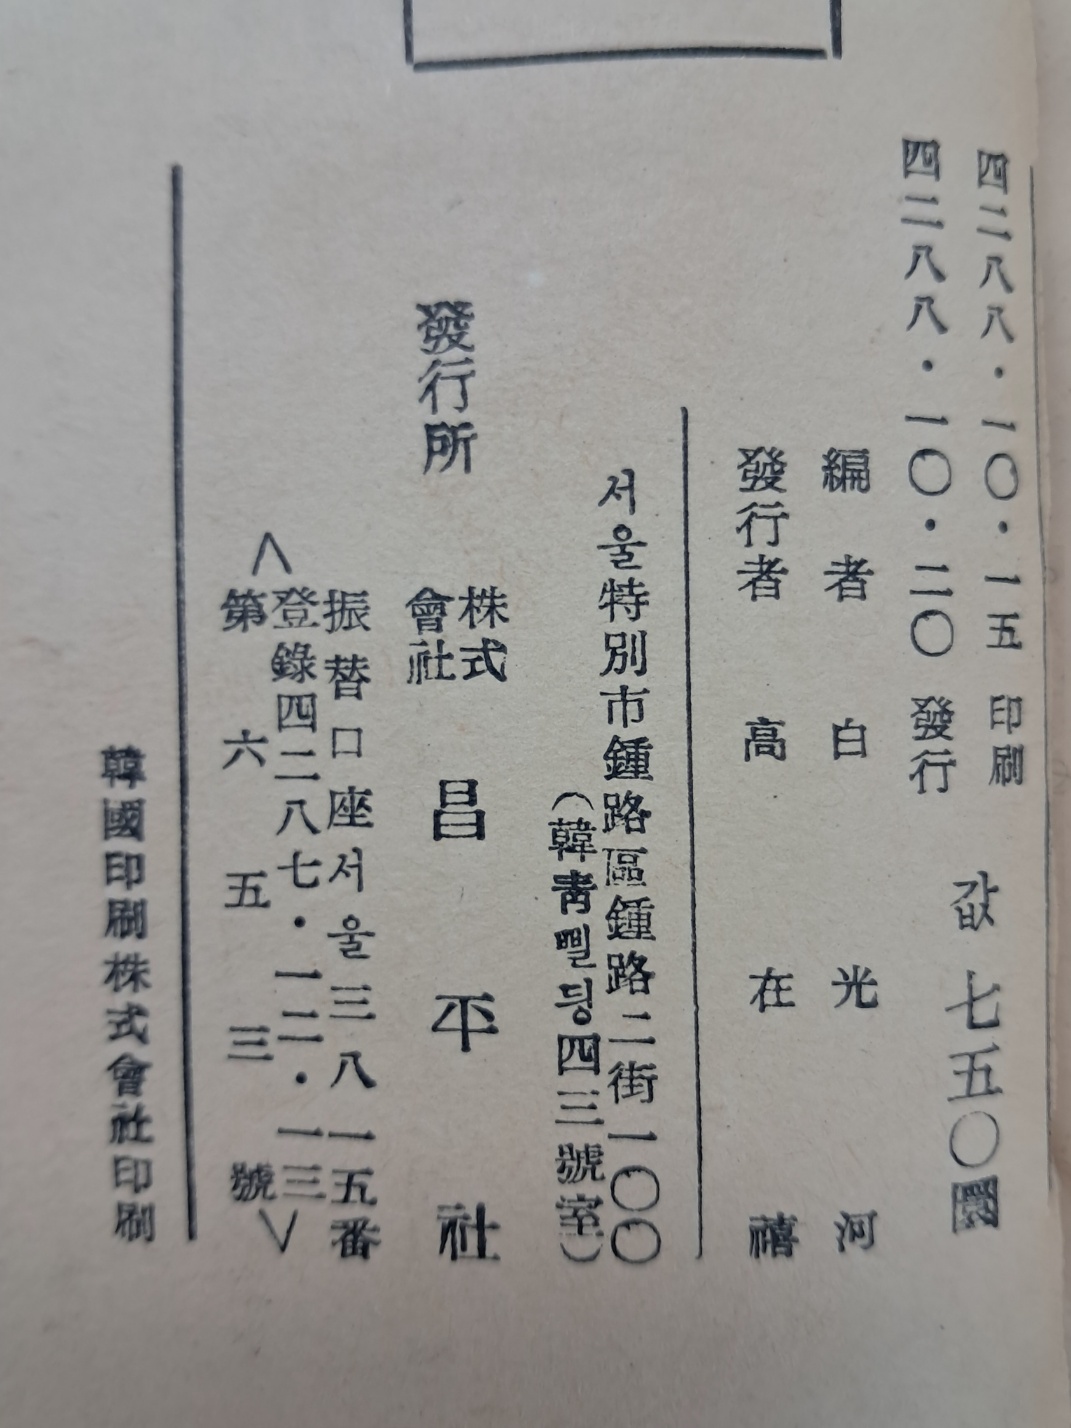 四二八八·一〇·一五 印刷
四二八八·一〇·二〇 發行
값 七五〇圜
編者 白光河
發行者 高在禧
서울特別市鍾路區鍾路二街一〇〇
(韓靑삘딍四三號室)
發行所
株式會社 昌平社
振替口座서울三八一五番
<登錄四二八七·一二·一三>
第六五三號
韓國印刷株式會社印刷